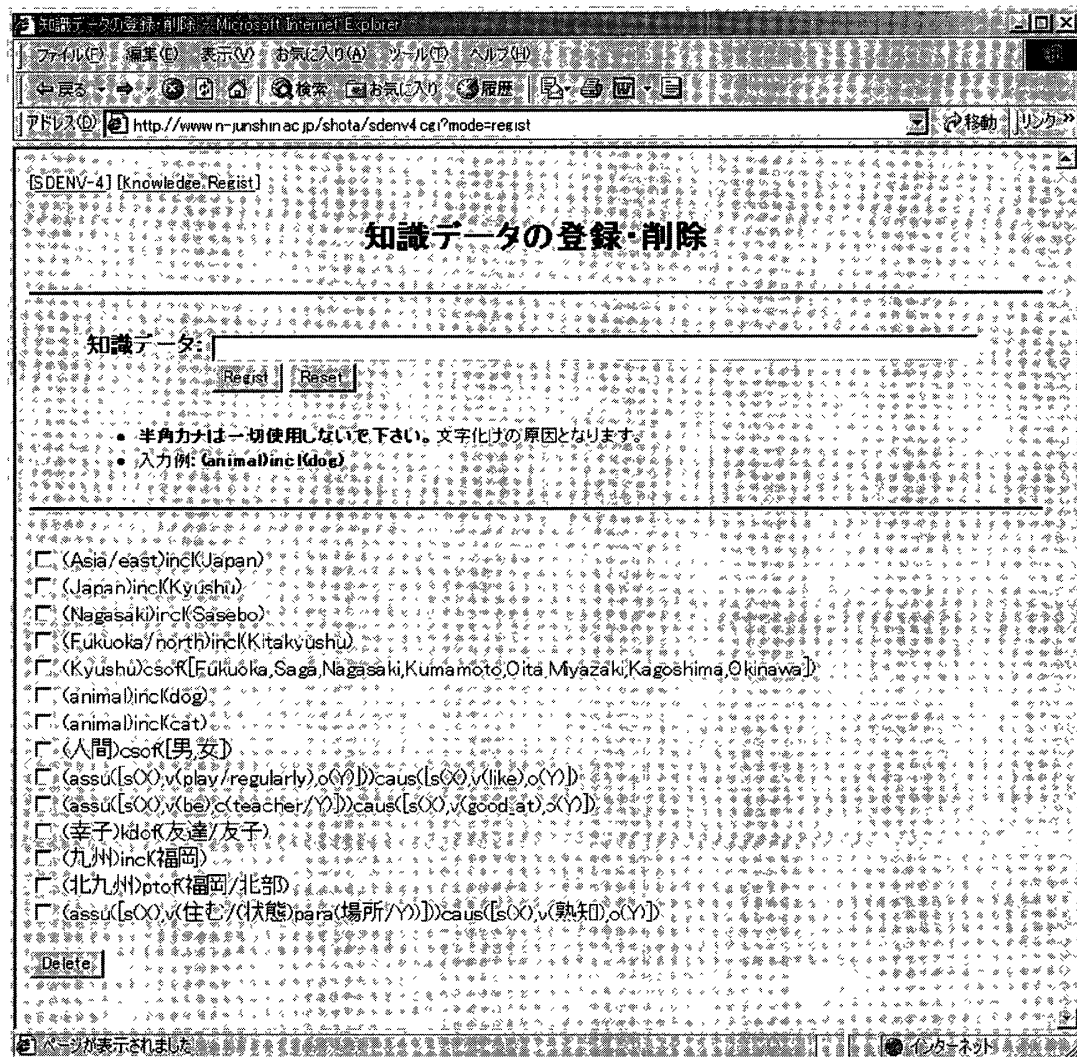 知識データの登録・削除 - Microsoft Internet Explorer
ファイル(F) 編集(E) 表示(V) お気に入り(A) ツール(T) ヘルプ(H)
戻る 検索 お気に入り 履歴
アドレス(D) http://www.n-junshin.ac.jp/shota/sdenv4.cgi?mode=regist 移動 リンク »
[SDENV-4] [Knowledge Regist]
知識データの登録・削除
知識データ:
Regist Reset
• 半角カナは一切使用しないで下さい。文字化けの原因となります。
• 入力例: (animal)incl(dog)
(Asia/east)incl(Japan)
(Japan)incl(Kyushu)
(Nagasaki)incl(Sasebo)
(Fukuoka/north)incl(Kitakyushu)
(Kyushu)csof([Fukuoka,Saga,Nagasaki,Kumamoto,Oita,Miyazaki,Kagoshima,Okinawa])
(animal)incl(dog)
(animal)incl(cat)
(人間)csof([男,女])
(assu([s(X),v(play/regularly),o(Y)]))caus([s(X),v(like),o(Y)])
(assu([s(X),v(be),c(teacher/Y)]))caus([s(X),v(good_at),o(Y)])
(幸子)kdof(友達/友子)
(九州)incl(福岡)
(北九州)ptof(福岡/北部)
(assu([s(X),v(住む/(状態)para(場所/Y))]))caus([s(X),v(熟知),o(Y)])
Delete
ページが表示されました インターネット